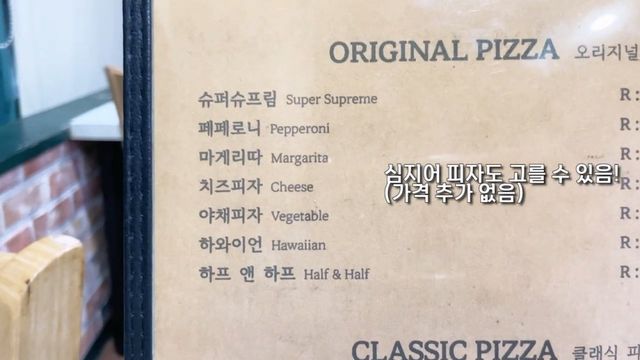 ORIGINAL PIZZA 오리지널
슈퍼슈프림 Super Supreme R:
페페로니 Pepperoni R:
마게리따 Margarita R:
치즈피자 Cheese R:
야채피자 Vegetable R:
하와이언 Hawaiian R:
하프 앤 하프 Half & Half R:
심지어 피자도 고를 수 있음!
(가격 추가 없음)
CLASSIC PIZZA 클래식 피